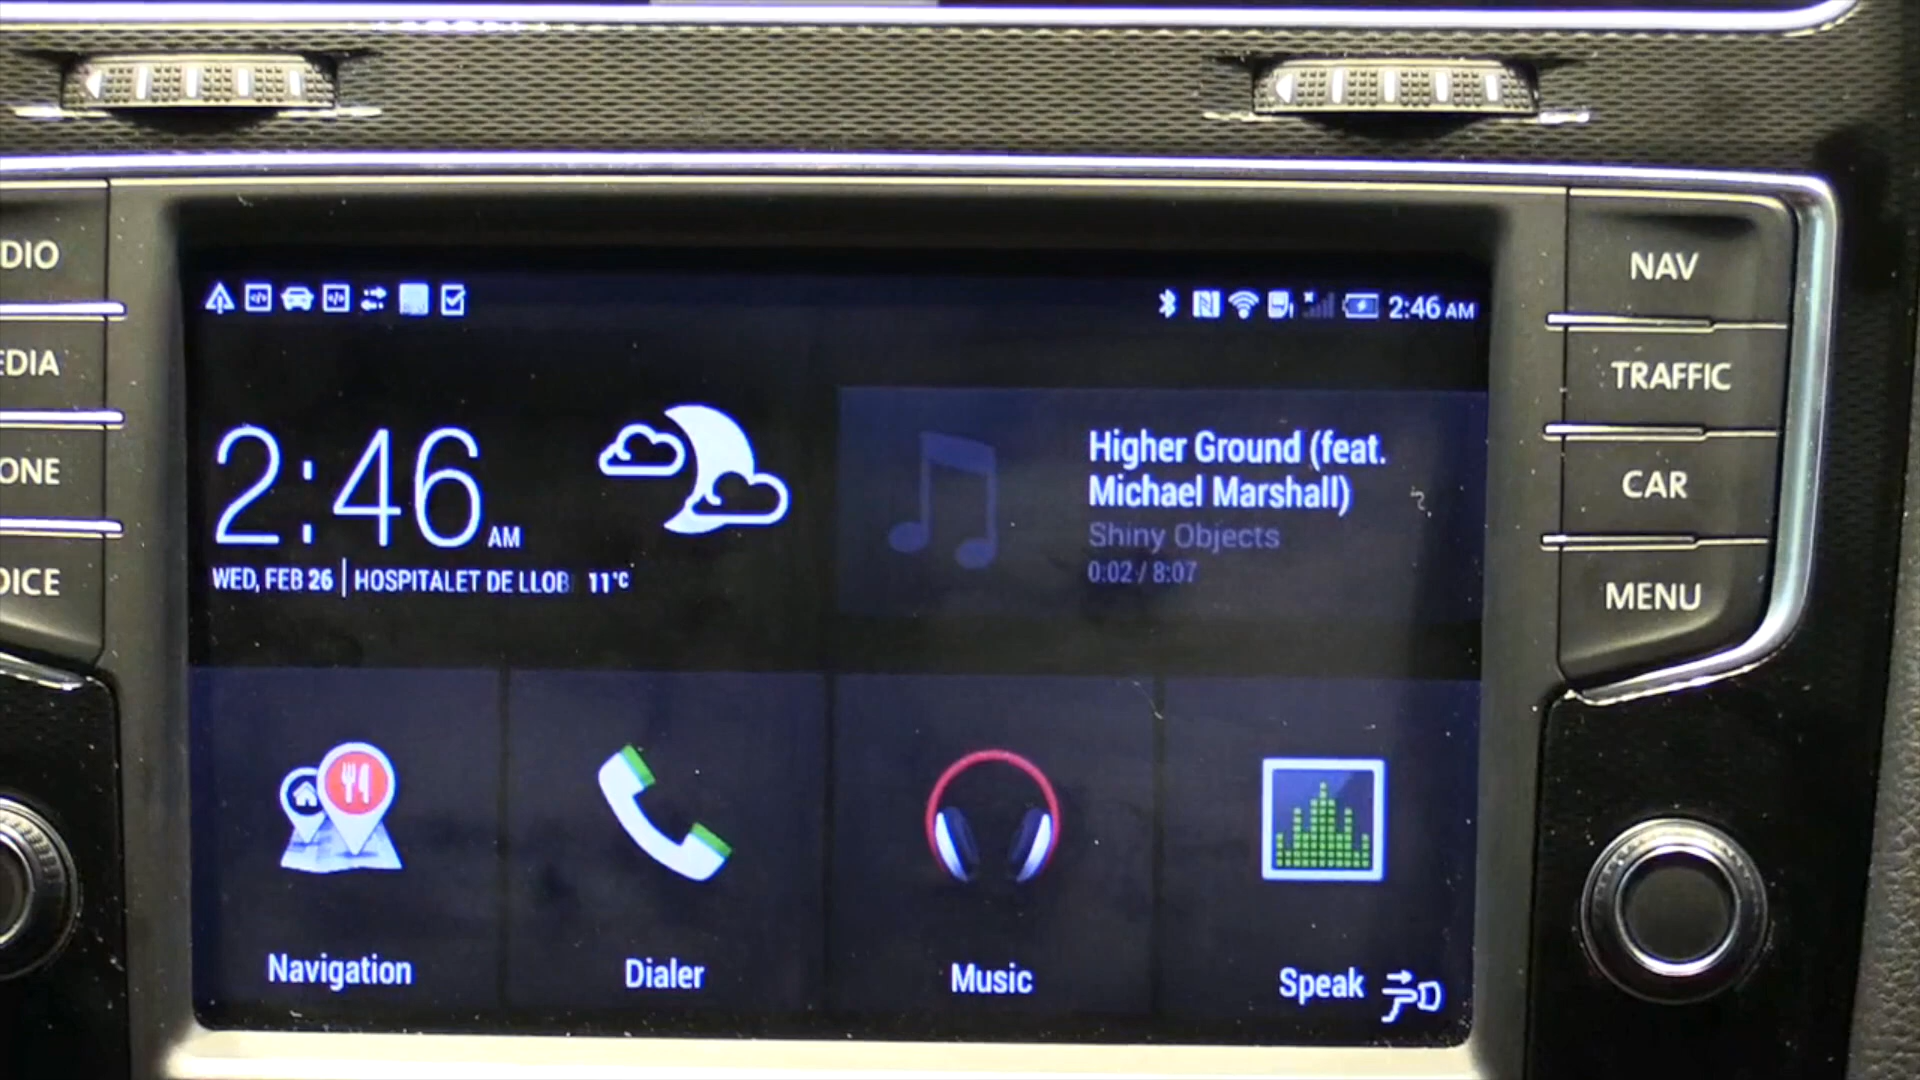 2:46 AM
2:46 AM
WED, FEB 26 | HOSPITALET DE LLOB 11°C
Higher Ground (feat.
Michael Marshall)
Shiny Objects
0:02 / 8:07
Navigation
Dialer
Music
Speak
DIO
EDIA
ONE
OICE
NAV
TRAFFIC
CAR
MENU